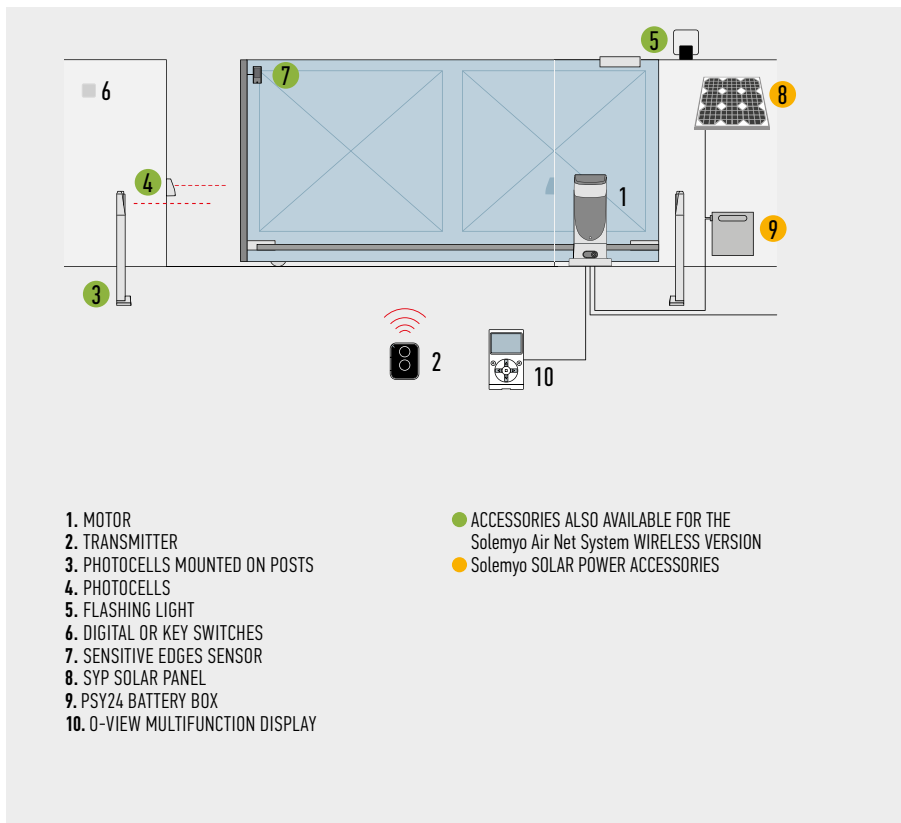 5
7
6
8
4
1
9
3
2
10
1. MOTOR
2. TRANSMITTER
3. PHOTOCELLS MOUNTED ON POSTS
4. PHOTOCELLS
5. FLASHING LIGHT
6. DIGITAL OR KEY SWITCHES
7. SENSITIVE EDGES SENSOR
8. SYP SOLAR PANEL
9. PSY24 BATTERY BOX
10. O-VIEW MULTIFUNCTION DISPLAY
ACCESSORIES ALSO AVAILABLE FOR THE
Solemyo Air Net System WIRELESS VERSION
Solemyo SOLAR POWER ACCESSORIES